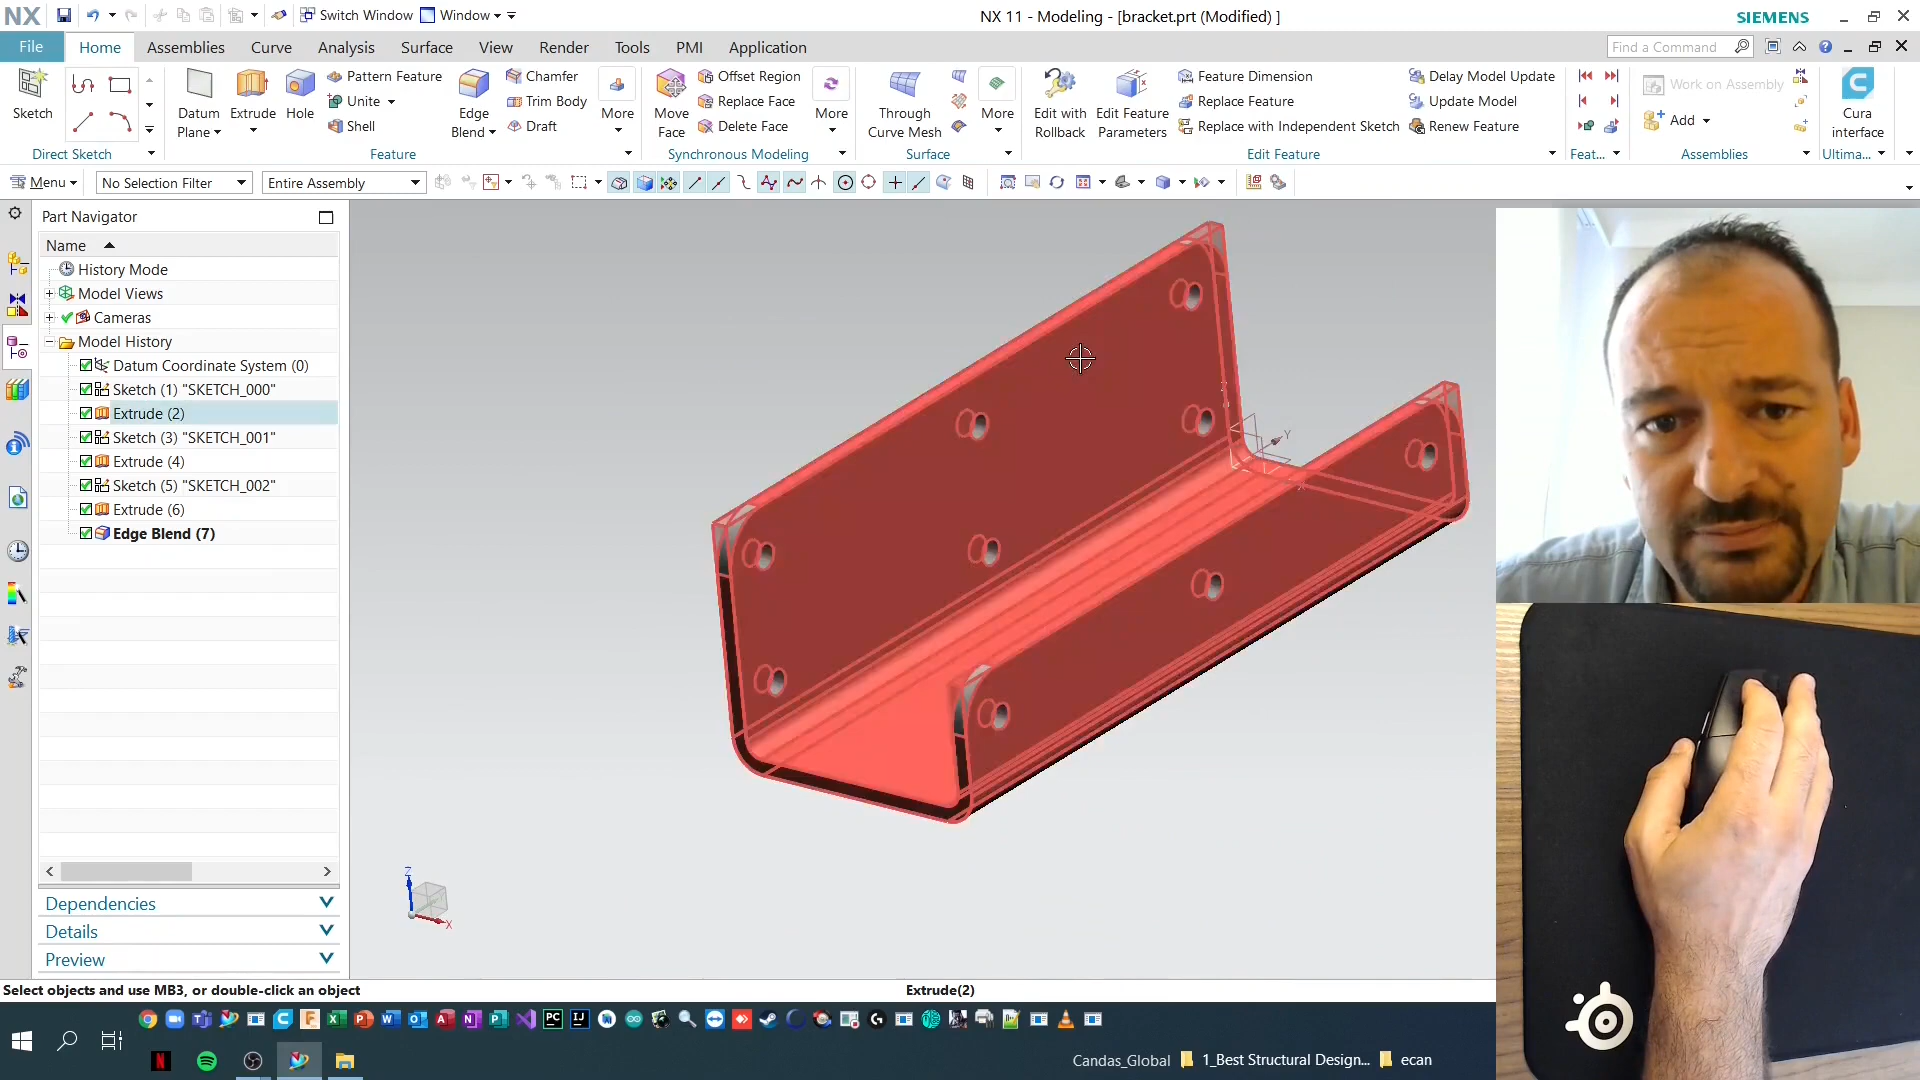 NX
Switch Window
Window
NX 11 - Modeling - [bracket.prt (Modified) ]
SIEMENS
File
Home
Assemblies
Curve
Analysis
Surface
View
Render
Tools
PMI
Application
Find a Command
Sketch
Direct Sketch
Datum
Plane
Extrude
Hole
Pattern Feature
Unite
Shell
Edge
Blend
Chamfer
Trim Body
Draft
More
Feature
Move
Face
Offset Region
Replace Face
Delete Face
More
Synchronous Modeling
Through
Curve Mesh
More
Surface
Edit with
Rollback
Edit Feature
Parameters
Feature Dimension
Replace Feature
Replace with Independent Sketch
Delay Model Update
Update Model
Renew Feature
Edit Feature
Feat...
Work on Assembly
Add
Assemblies
Cura
interface
Ultima...
Menu
No Selection Filter
Entire Assembly
Part Navigator
Name
History Mode
Model Views
Cameras
Model History
Datum Coordinate System (0)
Sketch (1) "SKETCH_000"
Extrude (2)
Sketch (3) "SKETCH_001"
Extrude (4)
Sketch (5) "SKETCH_002"
Extrude (6)
Edge Blend (7)
Dependencies
Details
Preview
Z
Y
X
Z
X
Select objects and use MB3, or double-click an object
Extrude(2)
Candas_Global
1_Best Structural Design...
ecan